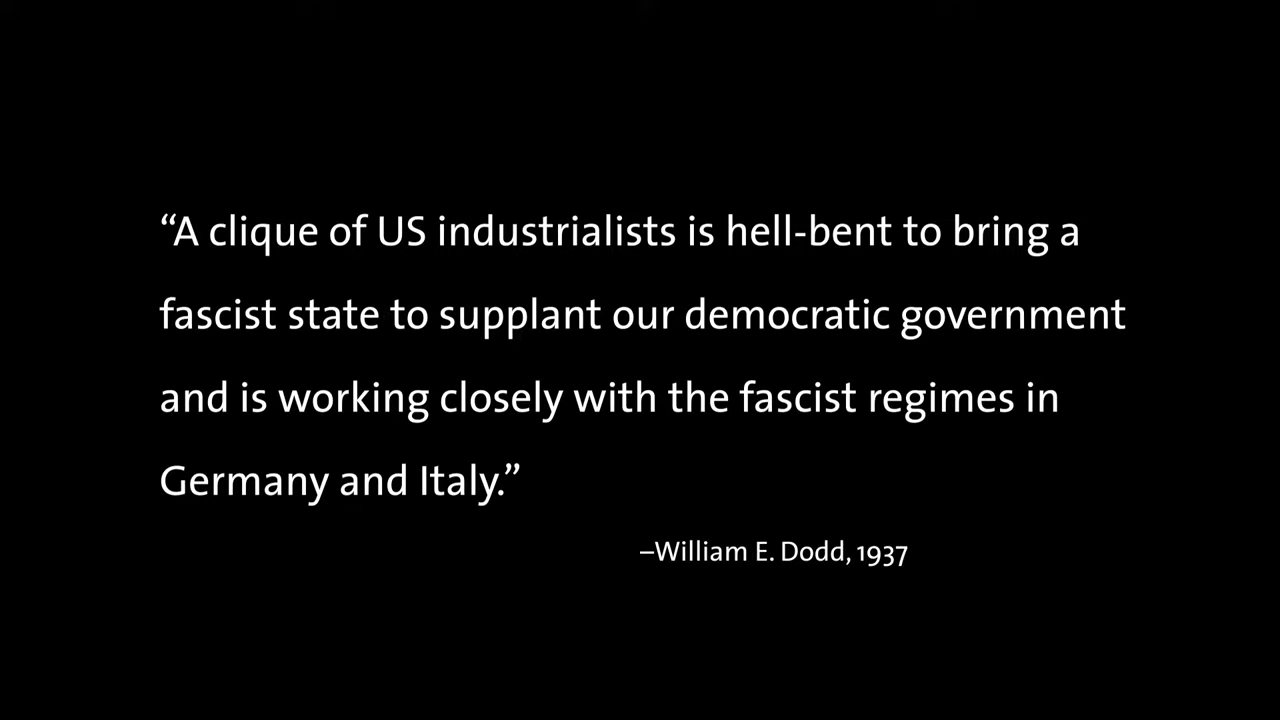 “A clique of US industrialists is hell-bent to bring a
fascist state to supplant our democratic government
and is working closely with the fascist regimes in
Germany and Italy.”
–William E. Dodd, 1937